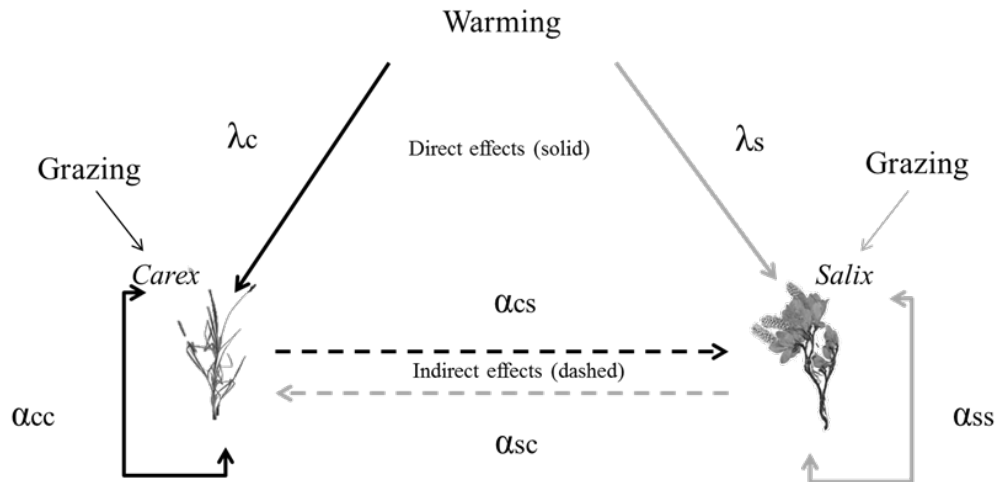 Warming
λc
Direct effects (solid)
λs
Grazing
Grazing
Carex
Salix
αcs
Indirect effects (dashed)
αcc
αsc
αss